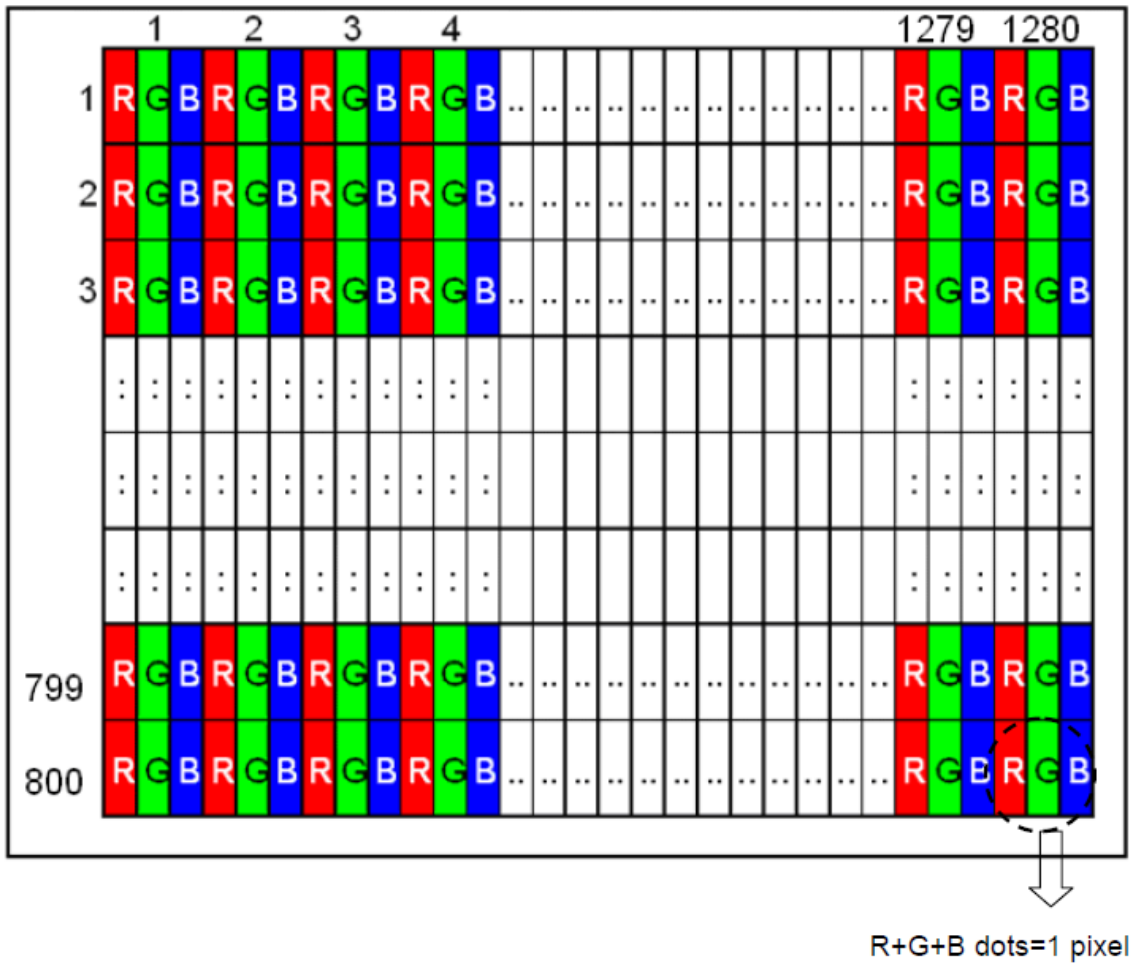 1 2 3 4 1279 1280
1 R G B R G B R G B R G B .. .. .. .. .. .. .. .. .. .. .. .. R G B R G B
2 R G B R G B R G B R G B .. .. .. .. .. .. .. .. .. .. .. .. R G B R G B
3 R G B R G B R G B R G B .. .. .. .. .. .. .. .. .. .. .. .. R G B R G B
: : : : : : : : : : : : : : : : : :
: : : : : : : : : : : : : : : : : :
: : : : : : : : : : : : : : : : : :
799 R G B R G B R G B R G B .. .. .. .. .. .. .. .. .. .. .. .. R G B R G B
800 R G B R G B R G B R G B .. .. .. .. .. .. .. .. .. .. .. .. R G B R G B
R+G+B dots=1 pixel